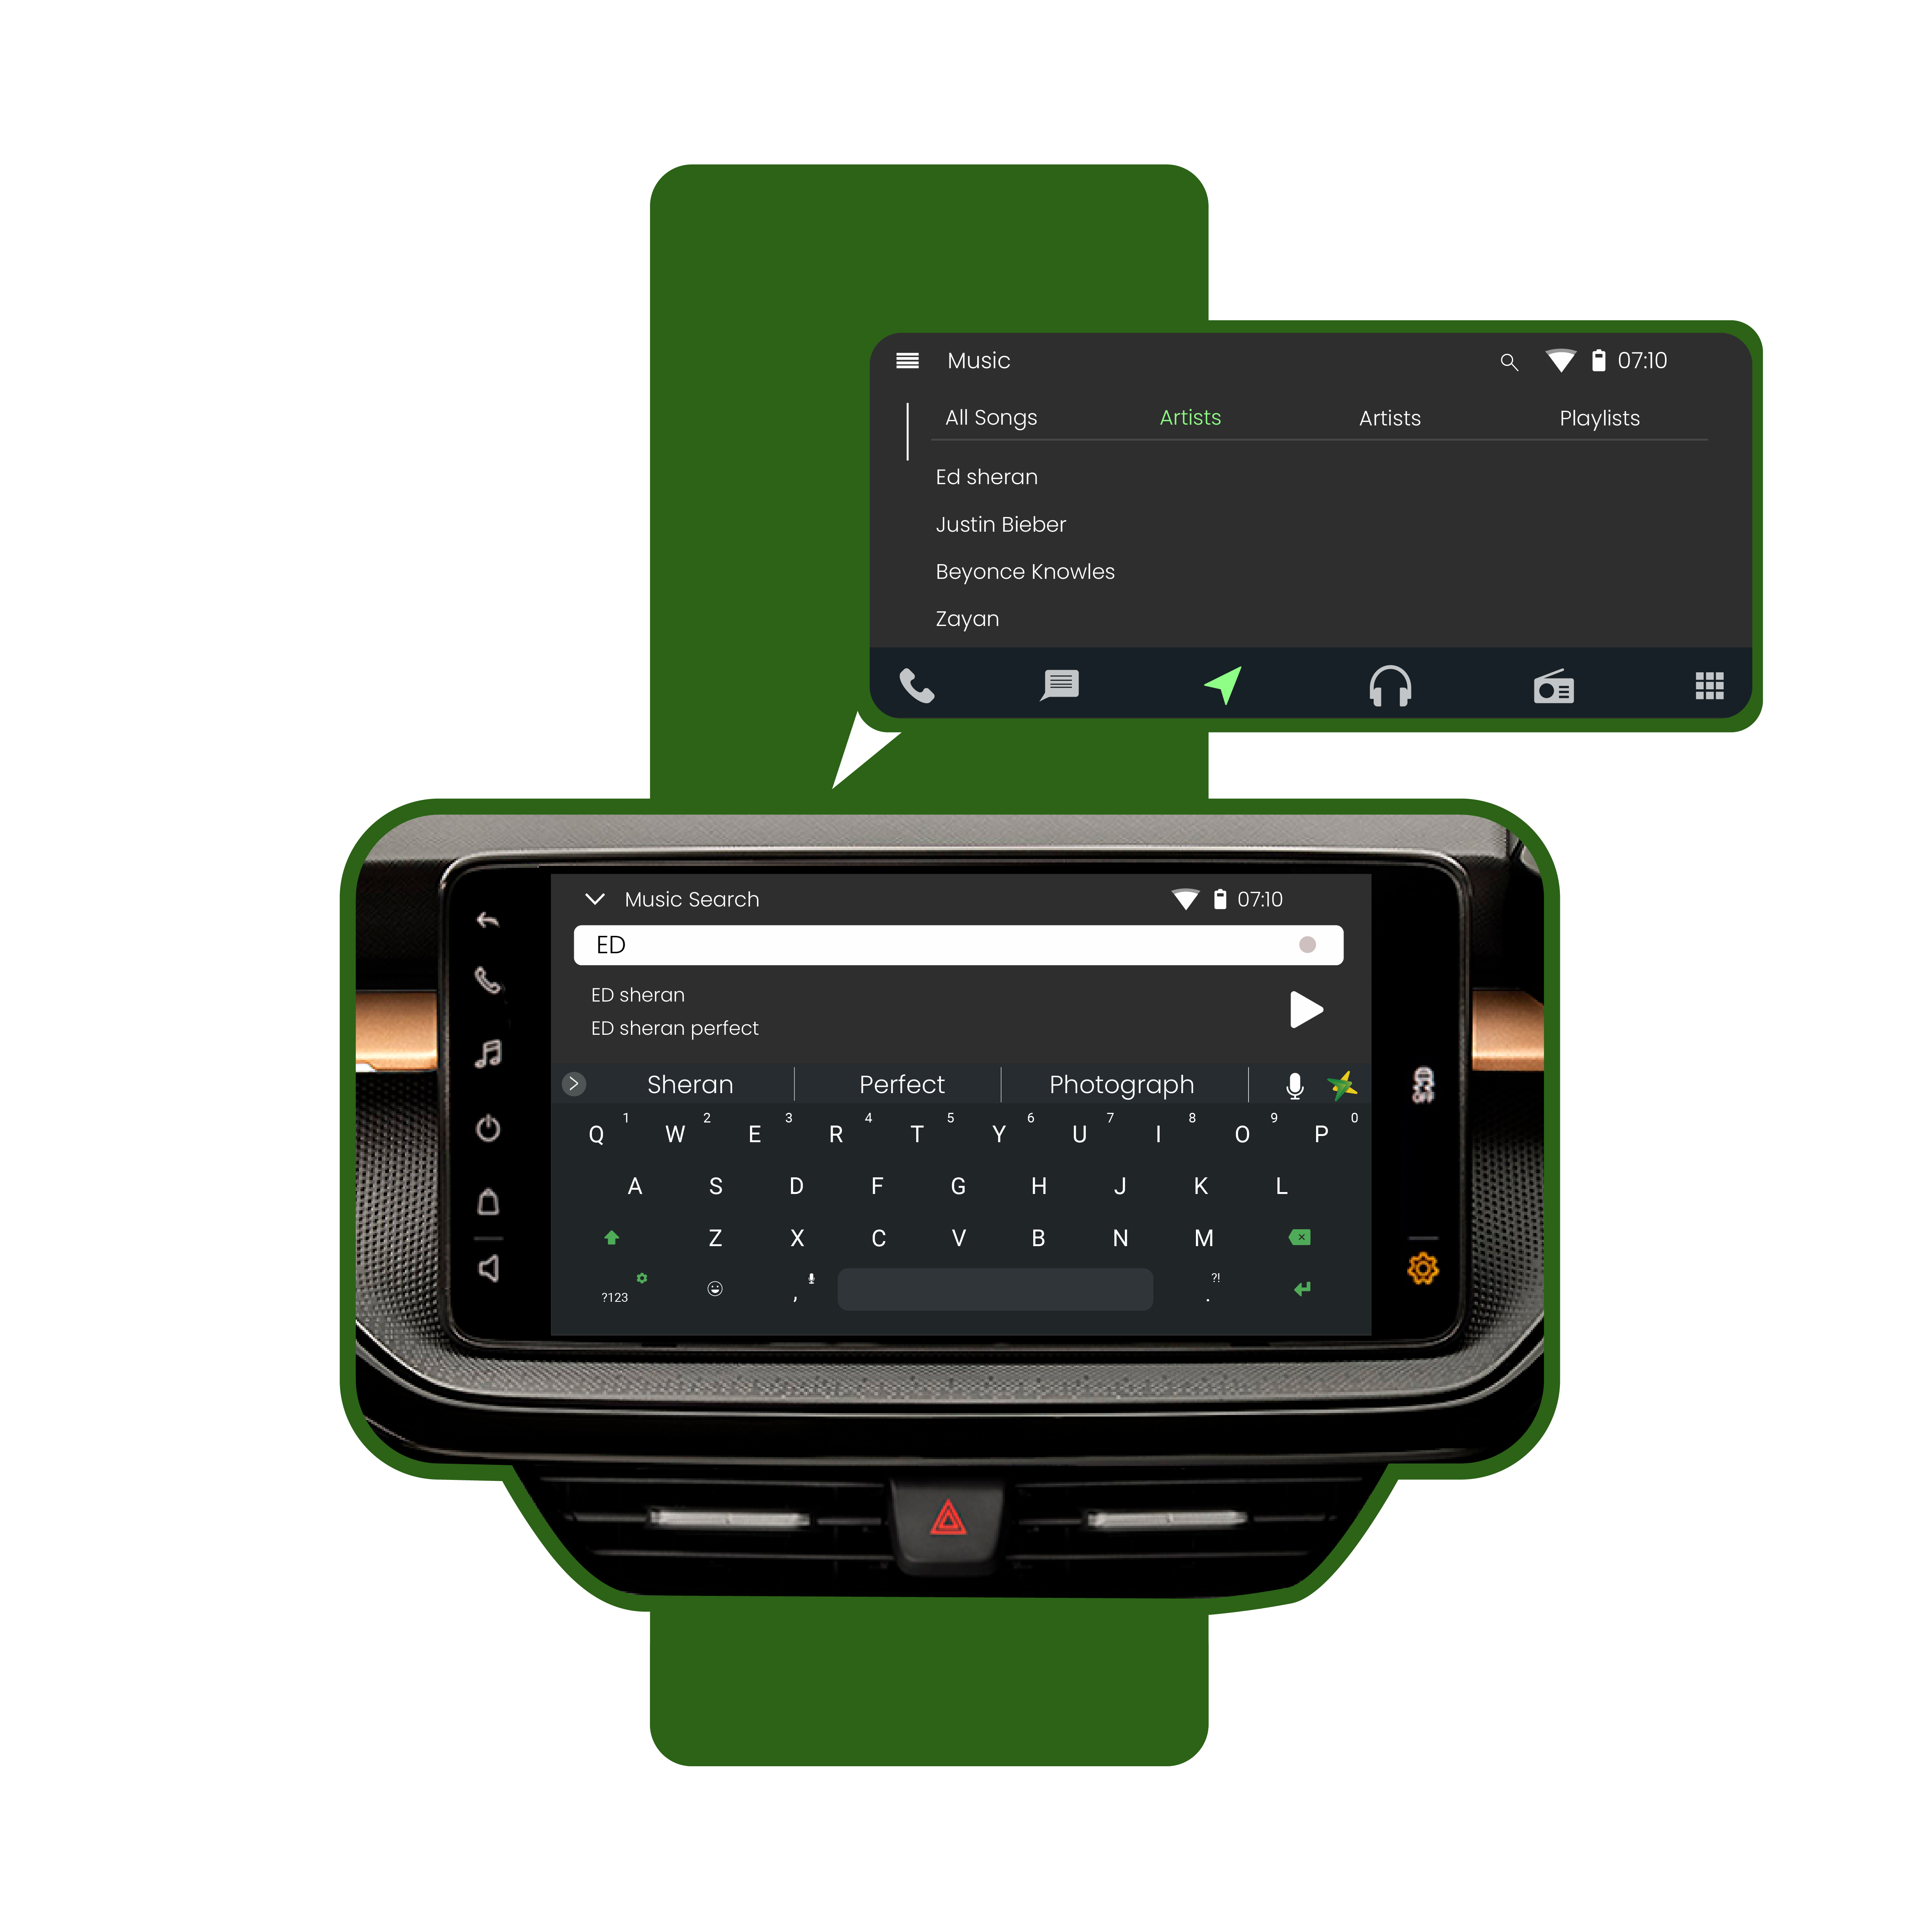 Music 07:10
All Songs Artists Artists Playlists
Ed sheran
Justin Bieber
Beyonce Knowles
Zayan
Music Search 07:10
ED
ED sheran
ED sheran perfect
Sheran Perfect Photograph
1 2 3 4 5 6 7 8 9 0
Q W E R T Y U I O P
A S D F G H J K L
Z X C V B N M
?!
?123 , .